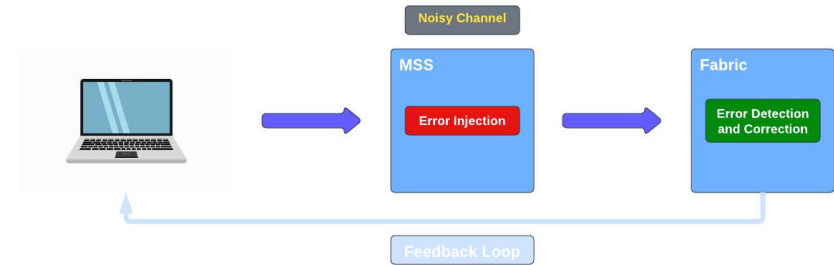 Noisy Channel
MSS
Fabric
Error Injection
Error Detection
and Correction
Feedback Loop